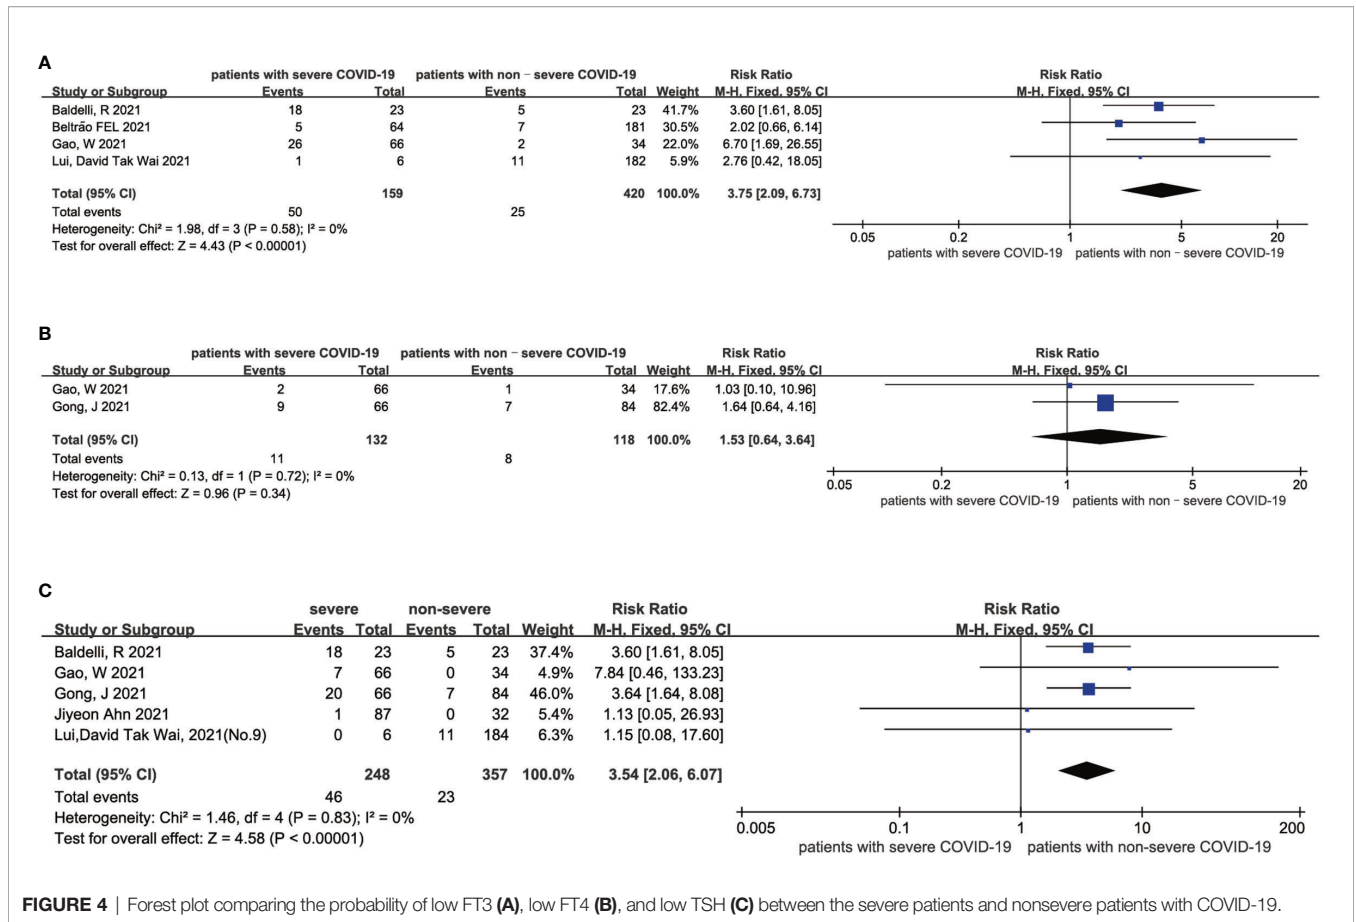 A
patients with severe COVID-19 patients with non – severe COVID-19 Risk Ratio Risk Ratio
Study or Subgroup Events Total Events Total Weight M-H. Fixed. 95% CI M-H. Fixed. 95% CI
Baldelli, R 2021 18 23 5 23 41.7% 3.60 [1.61, 8.05]
Beltrão FEL 2021 5 64 7 181 30.5% 2.02 [0.66, 6.14]
Gao, W 2021 26 66 2 34 22.0% 6.70 [1.69, 26.55]
Lui, David Tak Wai 2021 1 6 11 182 5.9% 2.76 [0.42, 18.05]
Total (95% CI) 159 420 100.0% 3.75 [2.09, 6.73]
Total events 50 25
Heterogeneity: Chi² = 1.98, df = 3 (P = 0.58); I² = 0%
Test for overall effect: Z = 4.43 (P < 0.00001)
0.05 0.2 1 5 20
patients with severe COVID-19 patients with non – severe COVID-19
B
patients with severe COVID-19 patients with non – severe COVID-19 Risk Ratio Risk Ratio
Study or Subgroup Events Total Events Total Weight M-H. Fixed. 95% CI M-H. Fixed. 95% CI
Gao, W 2021 2 66 1 34 17.6% 1.03 [0.10, 10.96]
Gong, J 2021 9 66 7 84 82.4% 1.64 [0.64, 4.16]
Total (95% CI) 132 118 100.0% 1.53 [0.64, 3.64]
Total events 11 8
Heterogeneity: Chi² = 0.13, df = 1 (P = 0.72); I² = 0%
Test for overall effect: Z = 0.96 (P = 0.34)
0.05 0.2 1 5 20
patients with severe COVID-19 patients with non – severe COVID-19
C
severe non-severe Risk Ratio Risk Ratio
Study or Subgroup Events Total Events Total Weight M-H. Fixed. 95% CI M-H. Fixed. 95% CI
Baldelli, R 2021 18 23 5 23 37.4% 3.60 [1.61, 8.05]
Gao, W 2021 7 66 0 34 4.9% 7.84 [0.46, 133.23]
Gong, J 2021 20 66 7 84 46.0% 3.64 [1.64, 8.08]
Jiyeon Ahn 2021 1 87 0 32 5.4% 1.13 [0.05, 26.93]
Lui,David Tak Wai, 2021(No.9) 0 6 11 184 6.3% 1.15 [0.08, 17.60]
Total (95% CI) 248 357 100.0% 3.54 [2.06, 6.07]
Total events 46 23
Heterogeneity: Chi² = 1.46, df = 4 (P = 0.83); I² = 0%
Test for overall effect: Z = 4.58 (P < 0.00001)
0.005 0.1 1 10 200
patients with severe COVID-19 patients with non-severe COVID-19
FIGURE 4 | Forest plot comparing the probability of low FT3 (A), low FT4 (B), and low TSH (C) between the severe patients and nonsevere patients with COVID-19.